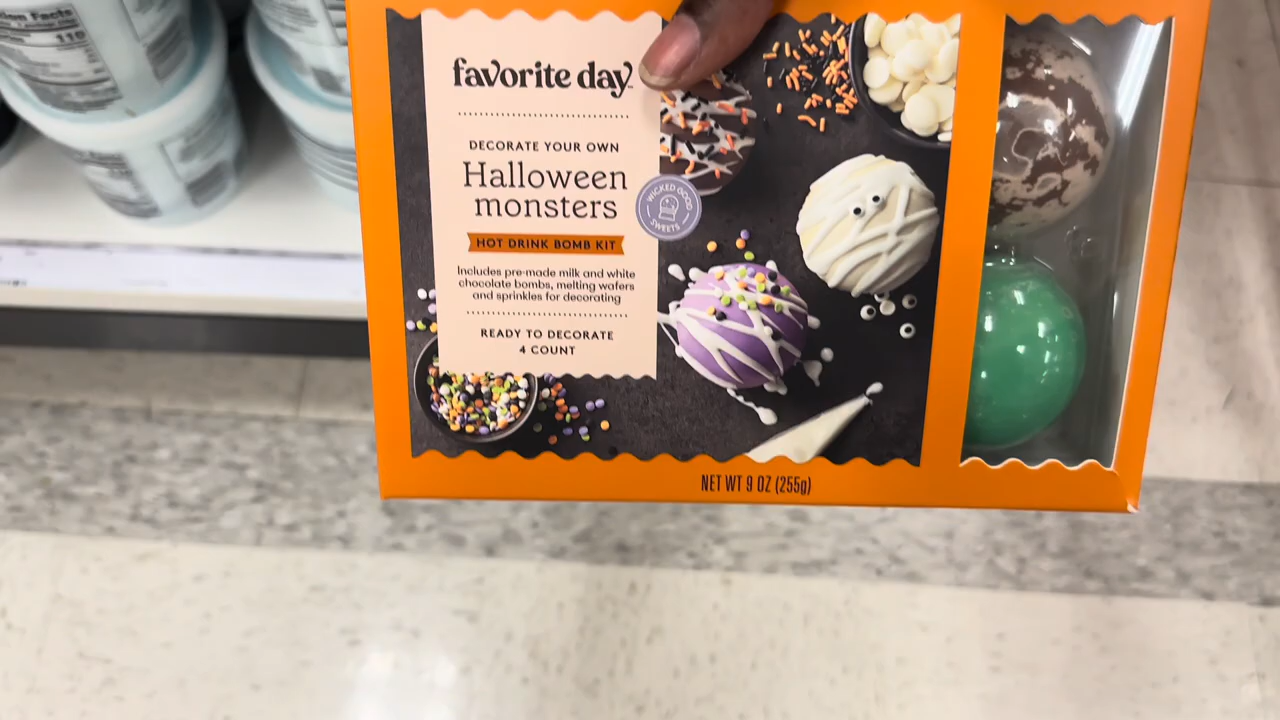 110
favorite day
DECORATE YOUR OWN
Halloween
monsters
WICKED GOOD
SWEETS
HOT DRINK BOMB KIT
Includes pre-made milk and white
chocolate bombs, melting wafers
and sprinkles for decorating
READY TO DECORATE
4 COUNT
NET WT 9 OZ (255g)